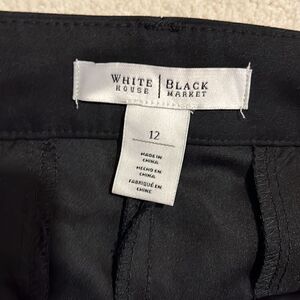 WHITE | BLACK
HOUSE | MARKET
12
MADE IN
CHINA
HECHO EN
CHINA
FABRIQUÉ EN
CHINE